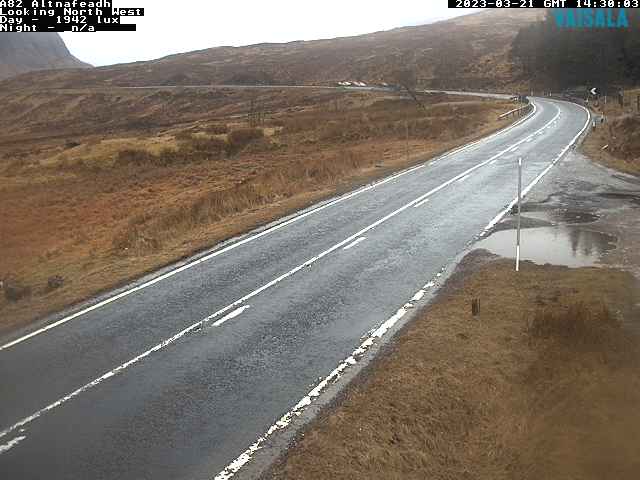 A82 Altnafeadh
Looking North West
Day - 1942 lux
Night - n/a
2023-03-21 GMT 14:30:03
VAISALA